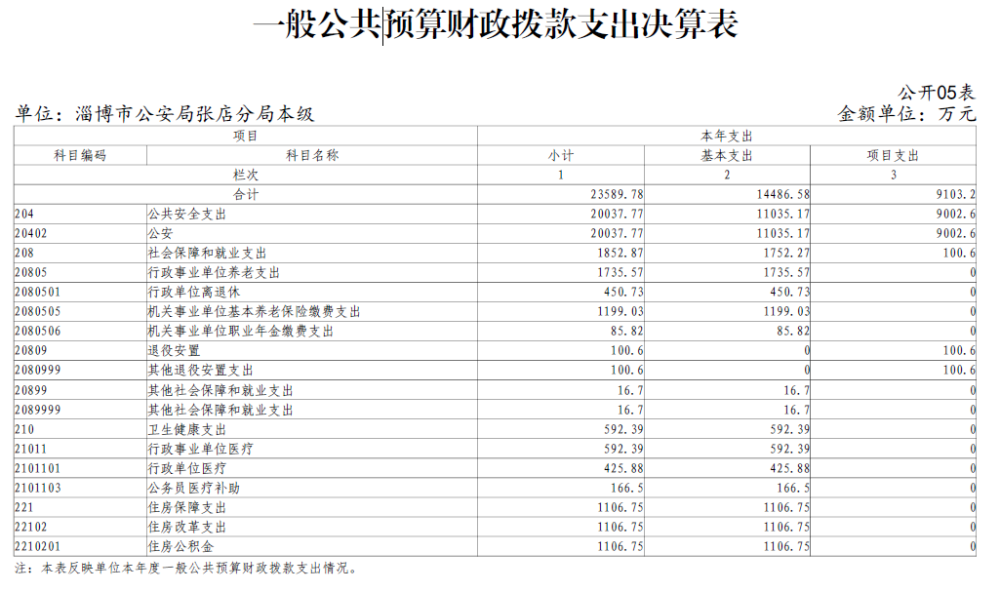 一般公共预算财政拨款支出决算表
公开05表
单位：淄博市公安局张店分局本级 金额单位：万元
项目 本年支出
科目编码 科目名称 小计 基本支出 项目支出
栏次 1 2 3
合计 23589.78 14486.58 9103.2
204 公共安全支出 20037.77 11035.17 9002.6
20402 公安 20037.77 11035.17 9002.6
208 社会保障和就业支出 1852.87 1752.27 100.6
20805 行政事业单位养老支出 1735.57 1735.57 0
2080501 行政单位离退休 450.73 450.73 0
2080505 机关事业单位基本养老保险缴费支出 1199.03 1199.03 0
2080506 机关事业单位职业年金缴费支出 85.82 85.82 0
20809 退役安置 100.6 0 100.6
2080999 其他退役安置支出 100.6 0 100.6
20899 其他社会保障和就业支出 16.7 16.7 0
2089999 其他社会保障和就业支出 16.7 16.7 0
210 卫生健康支出 592.39 592.39 0
21011 行政事业单位医疗 592.39 592.39 0
2101101 行政单位医疗 425.88 425.88 0
2101103 公务员医疗补助 166.5 166.5 0
221 住房保障支出 1106.75 1106.75 0
22102 住房改革支出 1106.75 1106.75 0
2210201 住房公积金 1106.75 1106.75 0
注：本表反映单位本年度一般公共预算财政拨款支出情况。